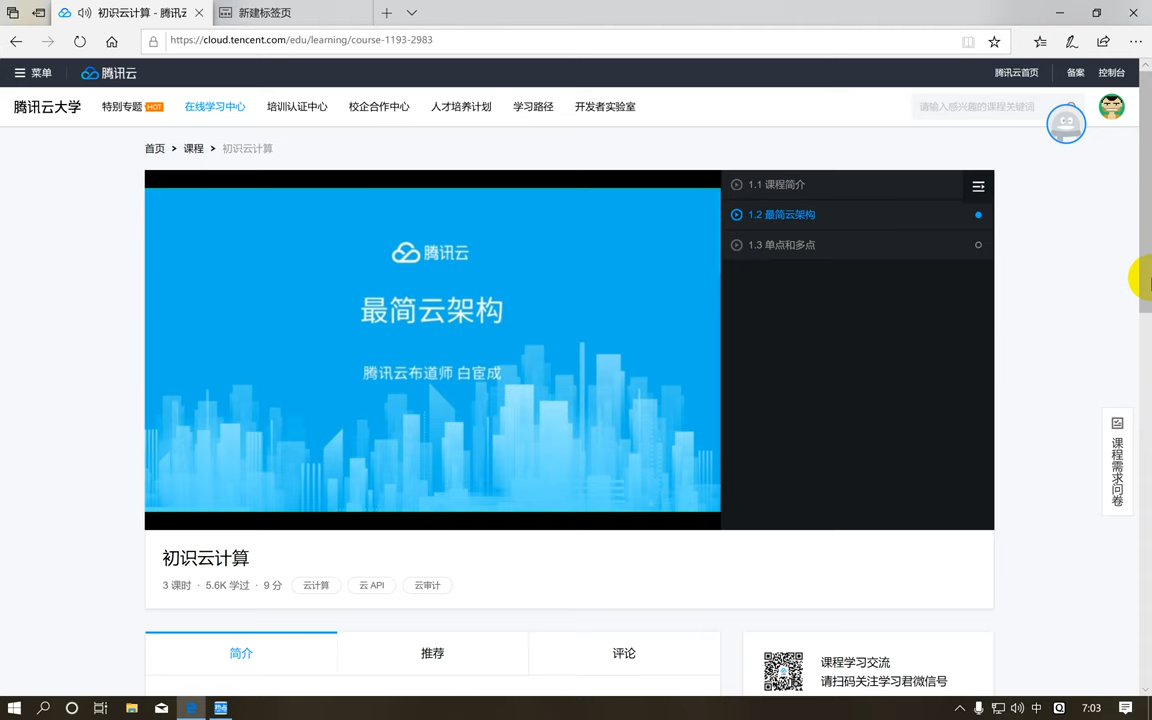 初识云计算 - 腾讯云
新建标签页
https://cloud.tencent.com/edu/learning/course-1193-2983
菜单
腾讯云
腾讯云首页
备案
控制台
腾讯云大学
特别专题 HOT
在线学习中心
培训认证中心
校企合作中心
人才培养计划
学习路径
开发者实验室
请输入感兴趣的课程关键词
首页 > 课程 > 初识云计算
1.1 课程简介
1.2 最简云架构
1.3 单点和多点
腾讯云
最简云架构
腾讯云布道师 白宦成
课程需求问卷
初识云计算
3 课时 · 5.6K 学过 · 9 分
云计算
云 API
云审计
简介
推荐
评论
课程学习交流
请扫码关注学习君微信号
中
7:03